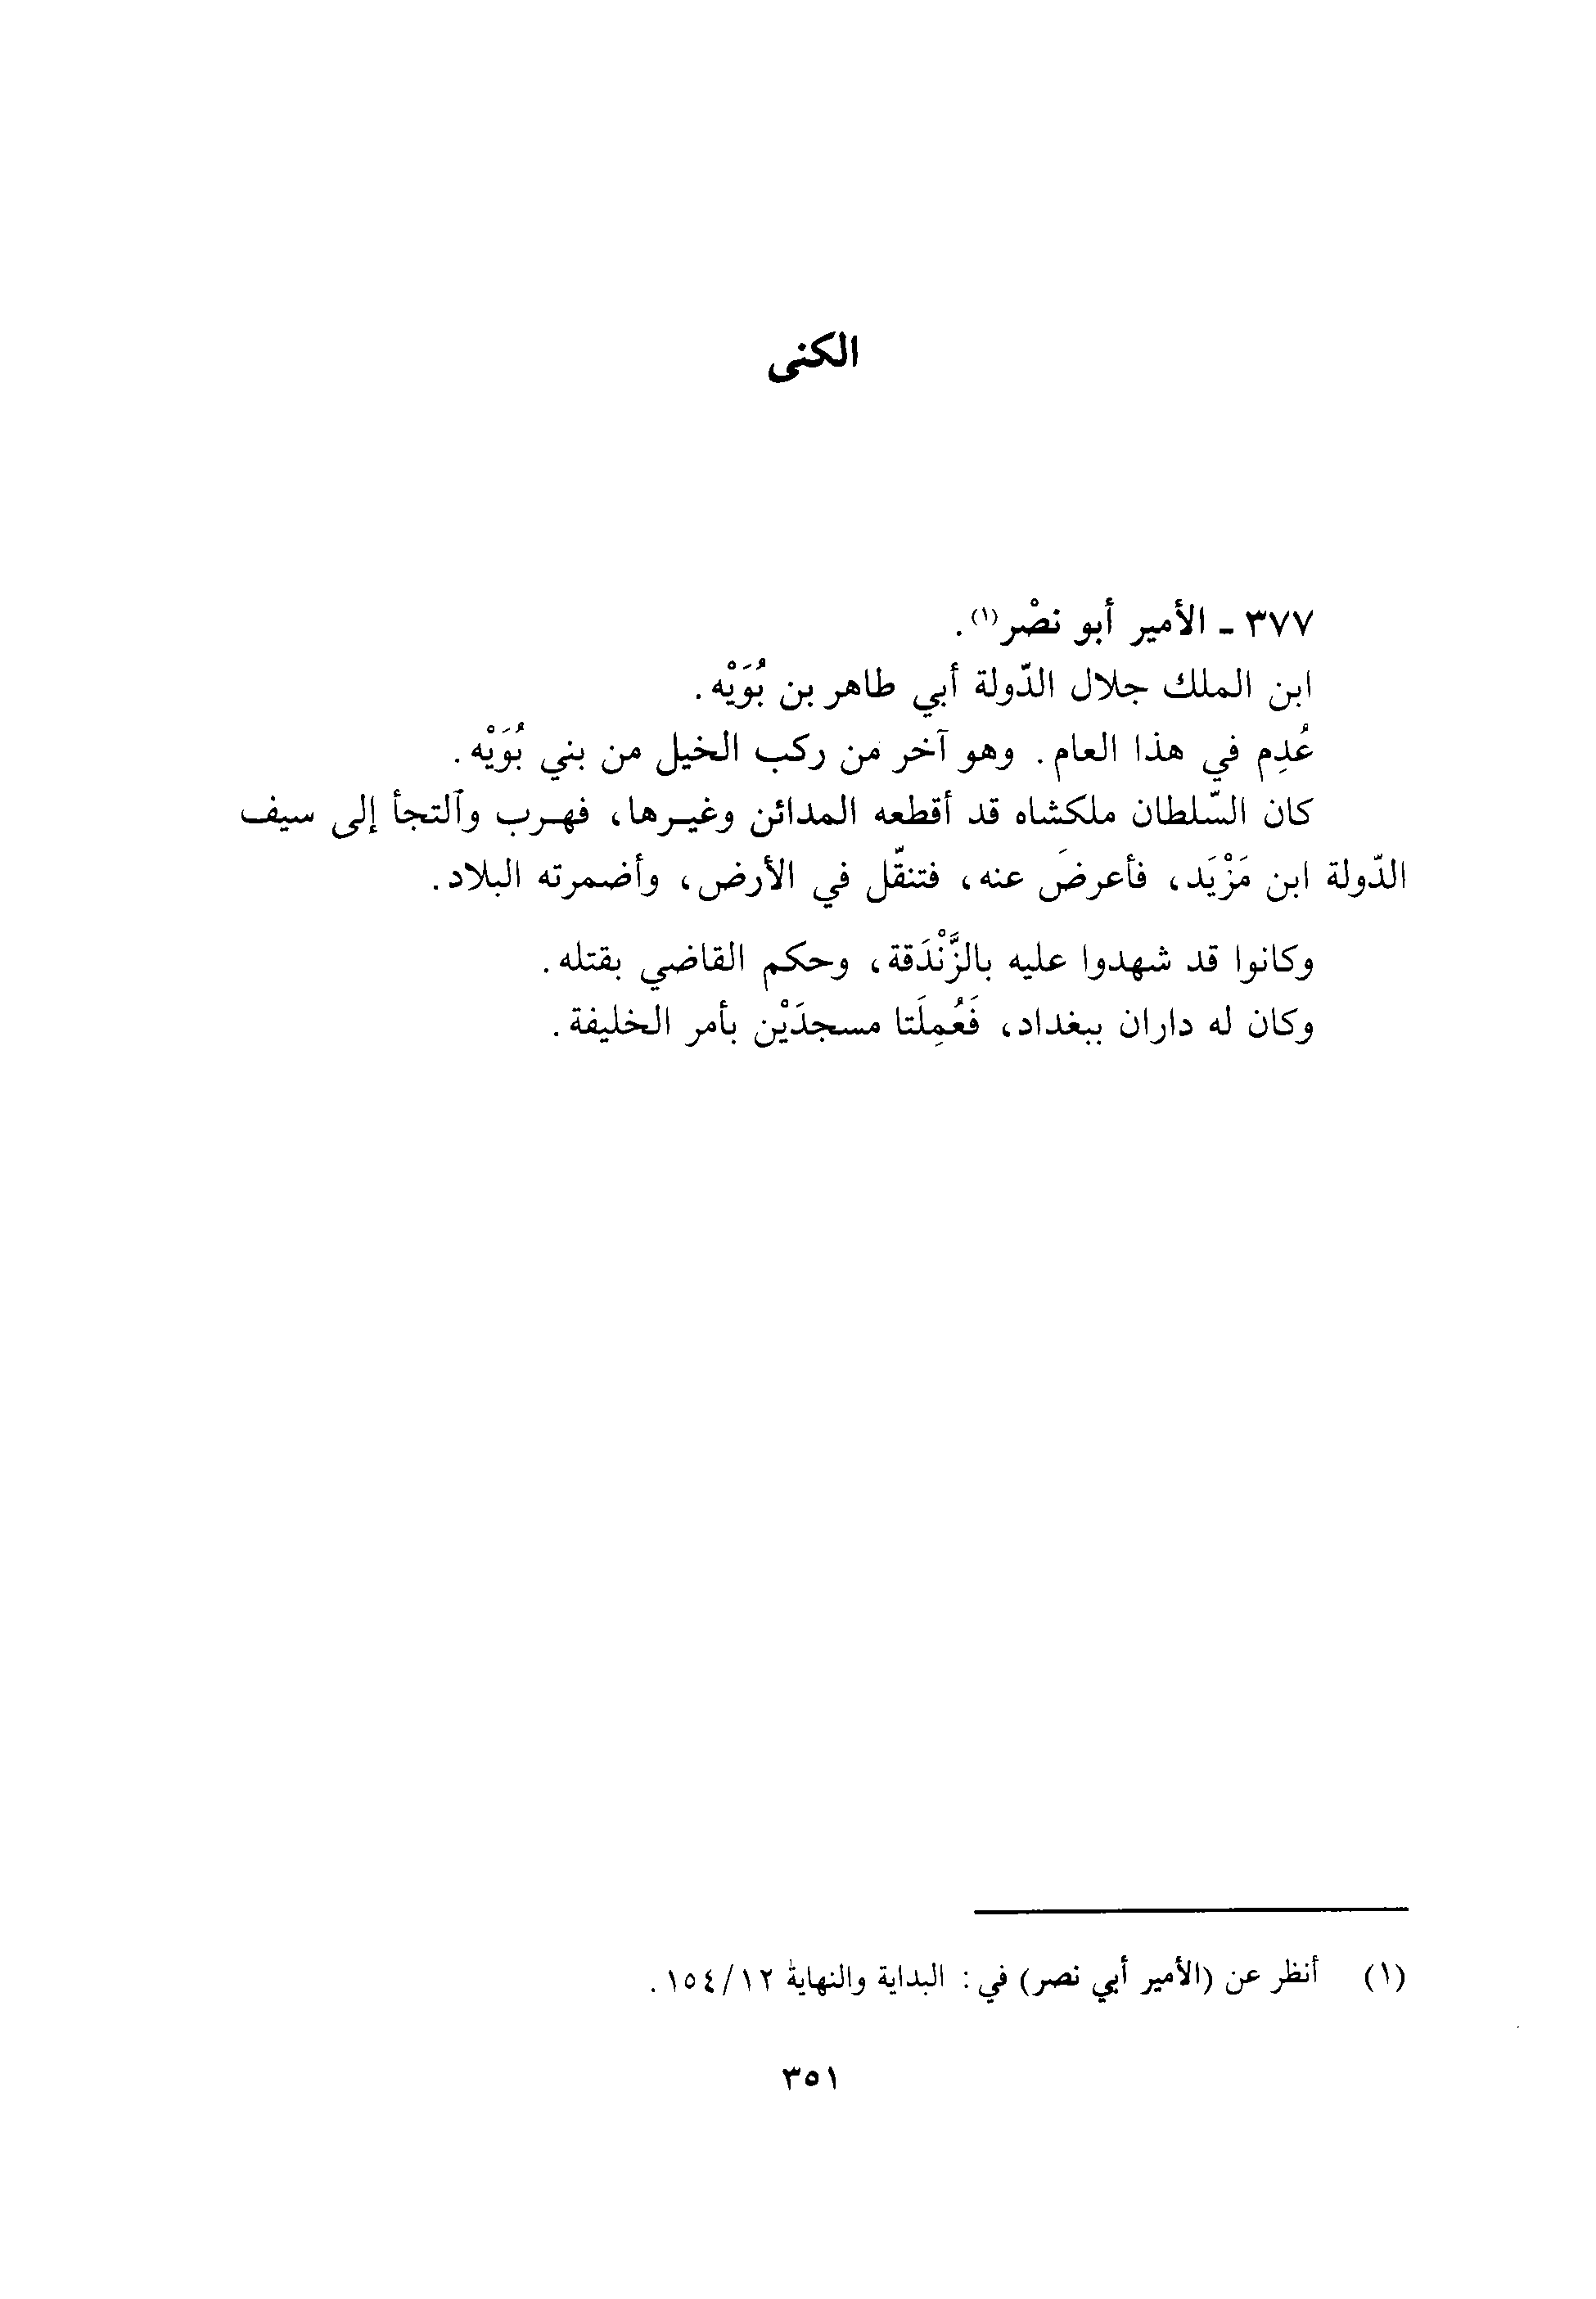 الكنى
٣٧٧ ـ الأمير أبو نصْر(١).
ابن الملك جلال الدّولة أبي طاهر بن بُوَيْه.
عُدِم في هذا العام. وهو آخر من ركب الخيل من بني بُوَيْه.
كان السّلطان ملكشاه قد أقطعه المدائن وغيرها، فهرب وٱلتجأ إلى سيف
الدّولة ابن مَزْيَد، فأعرضَ عنه، فتنقّل في الأرض، وأضمرته البلاد.
وكانوا قد شهدوا عليه بالزَّنْدَقة، وحكم القاضي بقتله.
وكان له داران ببغداد، فَعُمِلَتا مسجدَيْن بأمر الخليفة.
(١) أنظر عن (الأمير أبي نصر) في: البداية والنهاية ١٢/١٥٤.
٣٥١